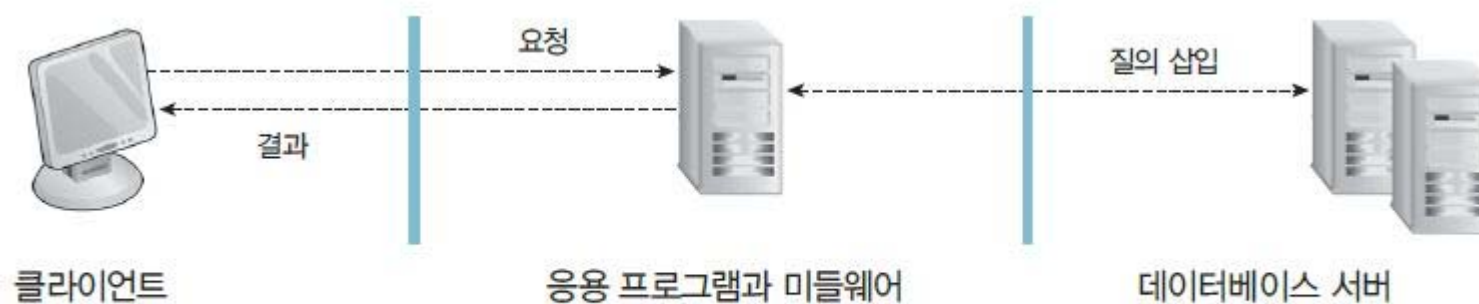 요청
질의 삽입
결과
클라이언트
응용 프로그램과 미들웨어
데이터베이스 서버